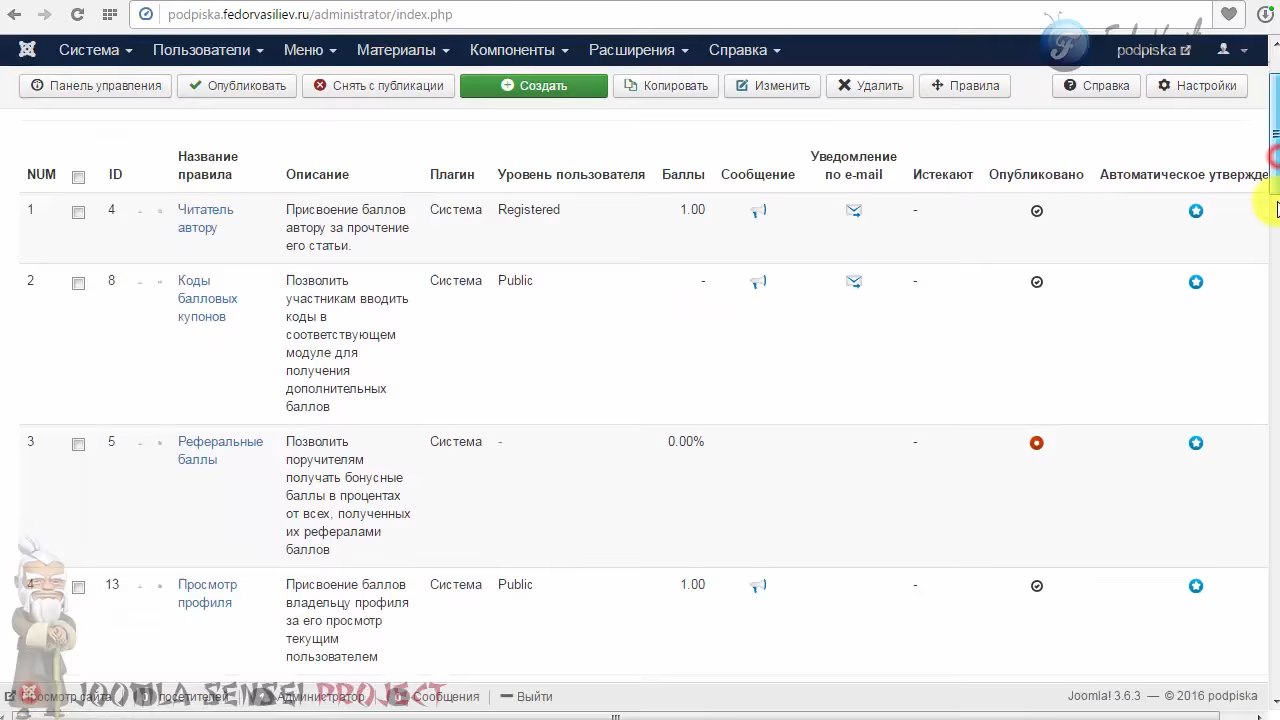 podpiska.fedorvasiliev.ru/administrator/index.php
Система Пользователи Меню Материалы Компоненты Расширения Справка podpiska
Панель управления Опубликовать Снять с публикации Создать Копировать Изменить Удалить Правила Справка Настройки
NUM ID Название правила Описание Плагин Уровень пользователя Баллы Сообщение Уведомление по e-mail Истекают Опубликовано Автоматическое утвержде
1 4 Читатель автору Присвоение баллов автору за прочтение его статьи. Система Registered 1.00 -
2 8 Коды балловых купонов Позволить участникам вводить коды в соответствующем модуле для получения дополнительных баллов Система Public - -
3 5 Реферальные баллы Позволить поручителям получать бонусные баллы в процентах от всех, полученных их рефералами баллов Система - 0.00% -
4 13 Просмотр профиля Присвоение баллов владельцу профиля за его просмотр текущим пользователем Система Public 1.00 -
Просмотр сайта посетителей Администратор Сообщения Выйти Joomla! 3.6.3 — © 2016 podpiska
JOOMLA SENSEI PROJECT